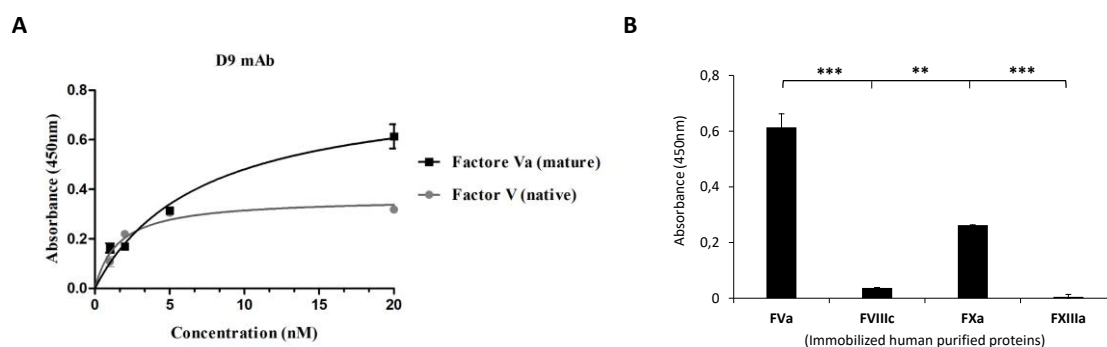 A
D9 mAb
0.8
0.6
0.4
0.2
0.0
0
5
10
15
20
Absorbance (450nm)
Concentration (nM)
Factore Va (mature)
Factor V (native)
B
*** ** ***
0,8
0,6
0,4
0,2
0
Absorbance (450nm)
FVa FVIIIc FXa FXIIIa
(Immobilized human purified proteins)